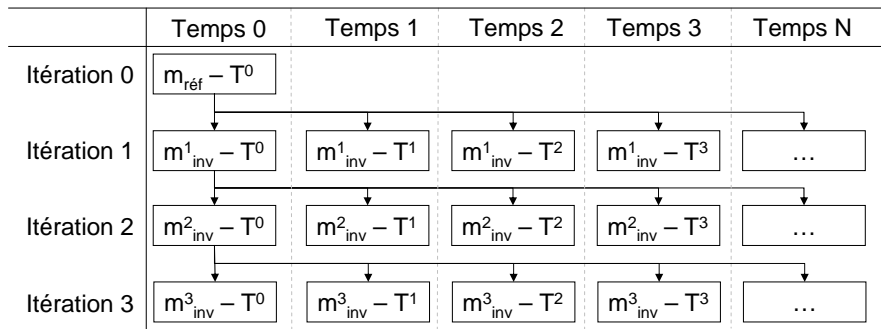 Temps 0 Temps 1 Temps 2 Temps 3 Temps N
Itération 0 m_réf – T⁰
Itération 1 m¹_inv – T⁰ m¹_inv – T¹ m¹_inv – T² m¹_inv – T³ …
Itération 2 m²_inv – T⁰ m²_inv – T¹ m²_inv – T² m²_inv – T³ …
Itération 3 m³_inv – T⁰ m³_inv – T¹ m³_inv – T² m³_inv – T³ …